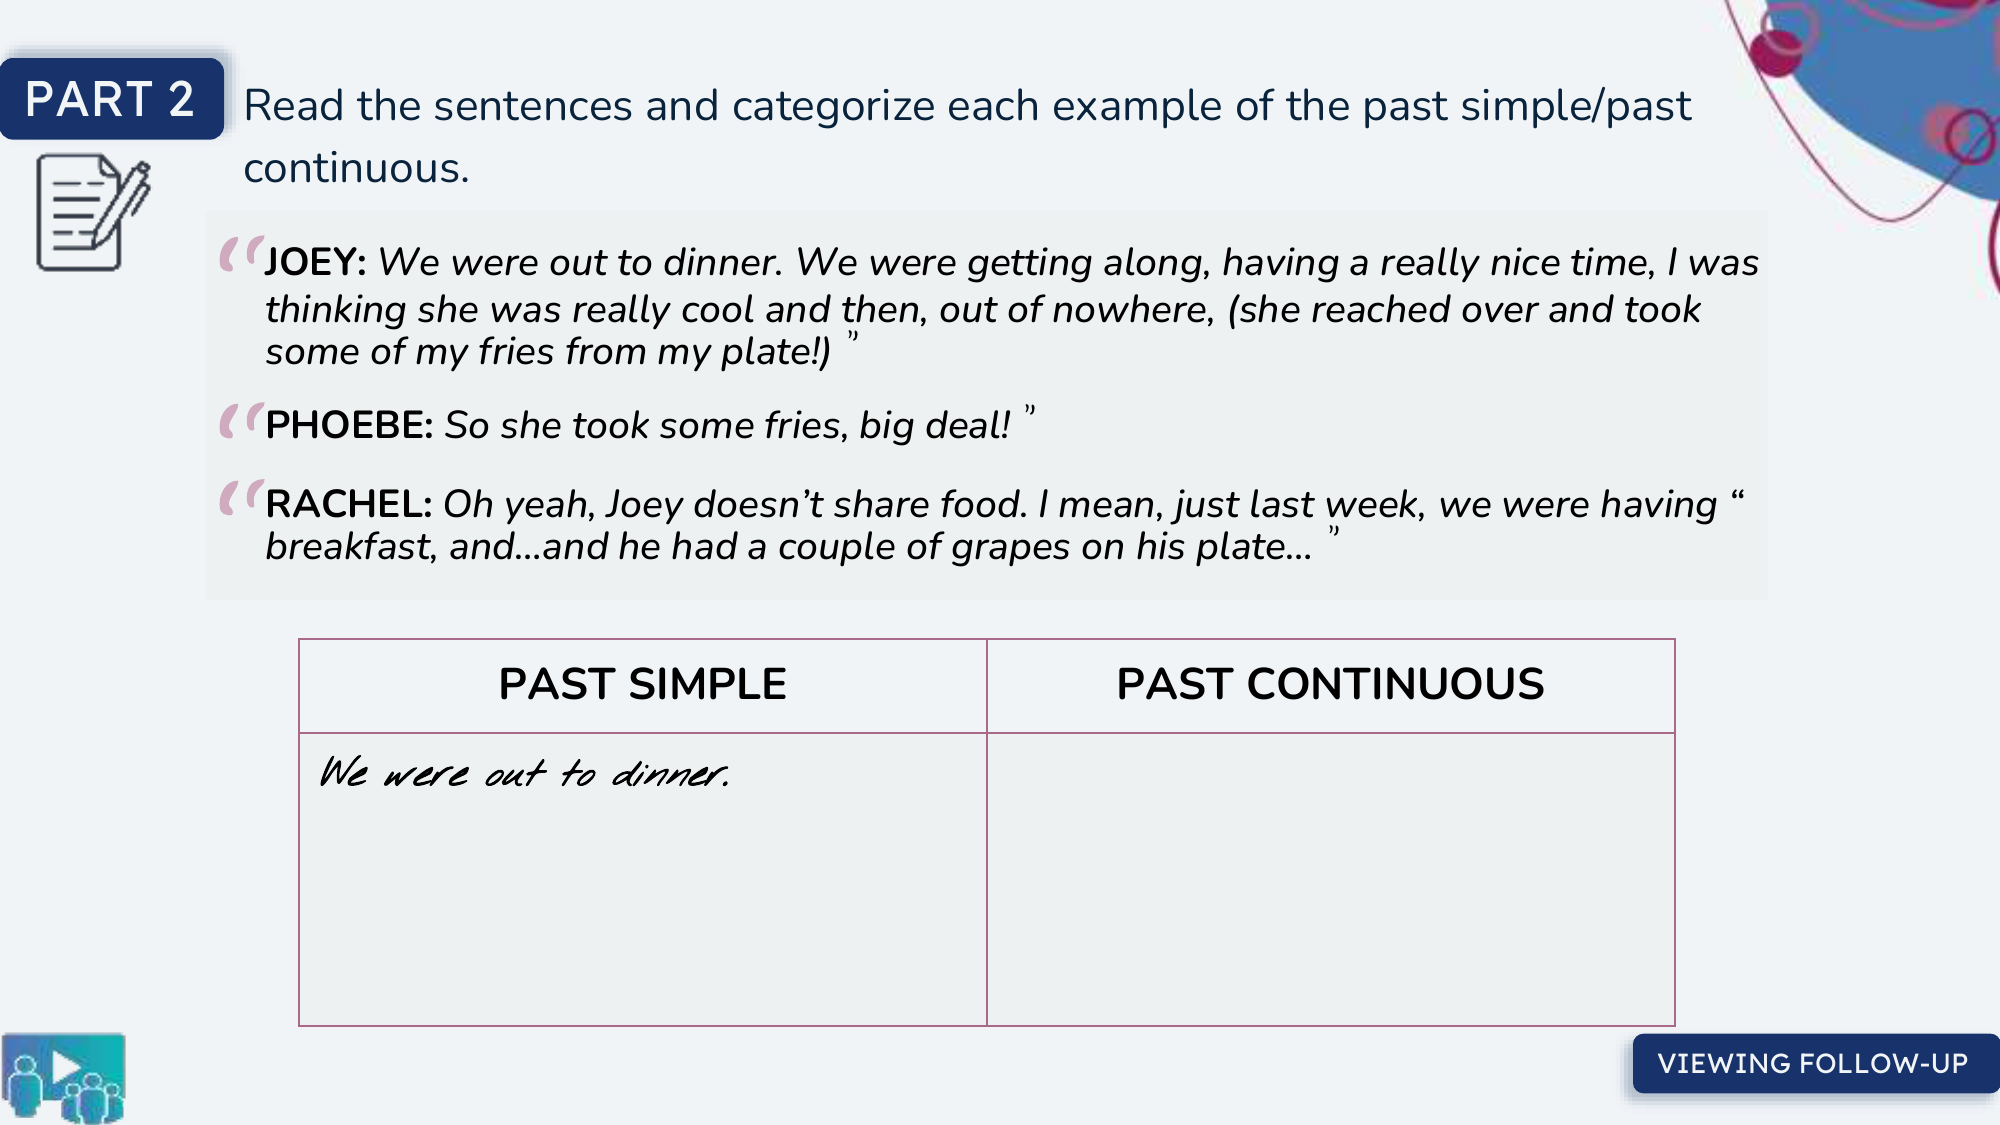 PART 2
Read the sentences and categorize each example of the past simple/past
continuous.
“JOEY: We were out to dinner. We were getting along, having a really nice time, I was
thinking she was really cool and then, out of nowhere, (she reached over and took
some of my fries from my plate!) ”
“PHOEBE: So she took some fries, big deal! ”
“RACHEL: Oh yeah, Joey doesn’t share food. I mean, just last week, we were having “
breakfast, and...and he had a couple of grapes on his plate... ”
PAST SIMPLE
PAST CONTINUOUS
We were out to dinner.
VIEWING FOLLOW-UP